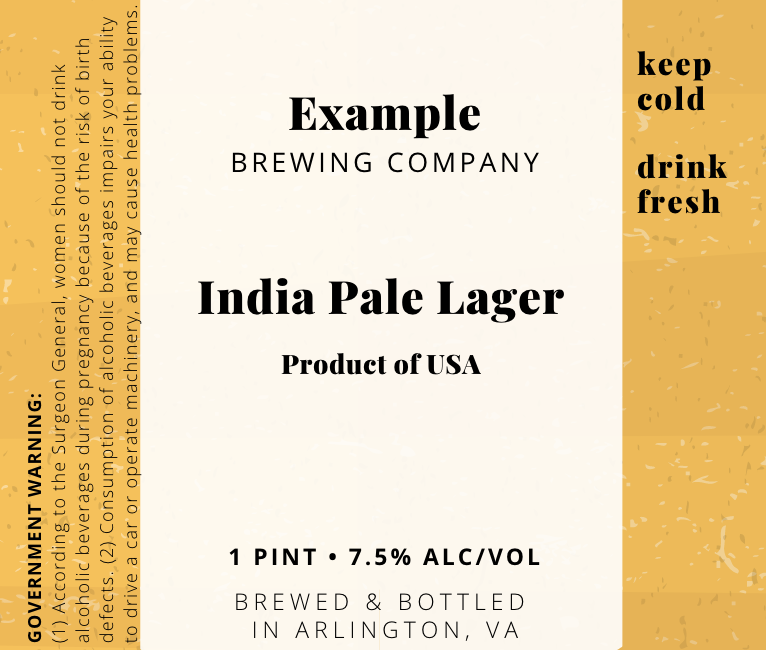 GOVERNMENT WARNING:
(1) According to the Surgeon General, women should not drink
alcoholic beverages during pregnancy because of the risk of birth
defects. (2) Consumption of alcoholic beverages impairs your ability
to drive a car or operate machinery, and may cause health problems.
Example
BREWING COMPANY
India Pale Lager
Product of USA
1 PINT • 7.5% ALC/VOL
BREWED & BOTTLED
IN ARLINGTON, VA
keep
cold
drink
fresh